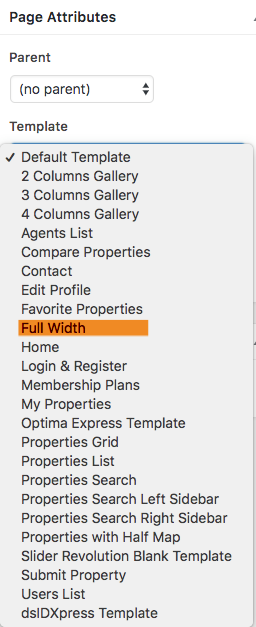 Page Attributes
Parent
(no parent)
Template
Default Template
2 Columns Gallery
3 Columns Gallery
4 Columns Gallery
Agents List
Compare Properties
Contact
Edit Profile
Favorite Properties
Full Width
Home
Login & Register
Membership Plans
My Properties
Optima Express Template
Properties Grid
Properties List
Properties Search
Properties Search Left Sidebar
Properties Search Right Sidebar
Properties with Half Map
Slider Revolution Blank Template
Submit Property
Users List
dsIDXpress Template